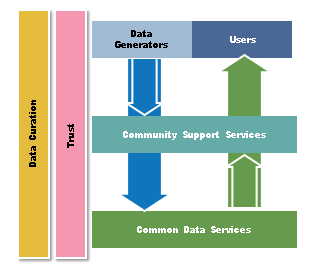 Data Curation
Trust
Data
Generators
Users
Community Support Services
Common Data Services